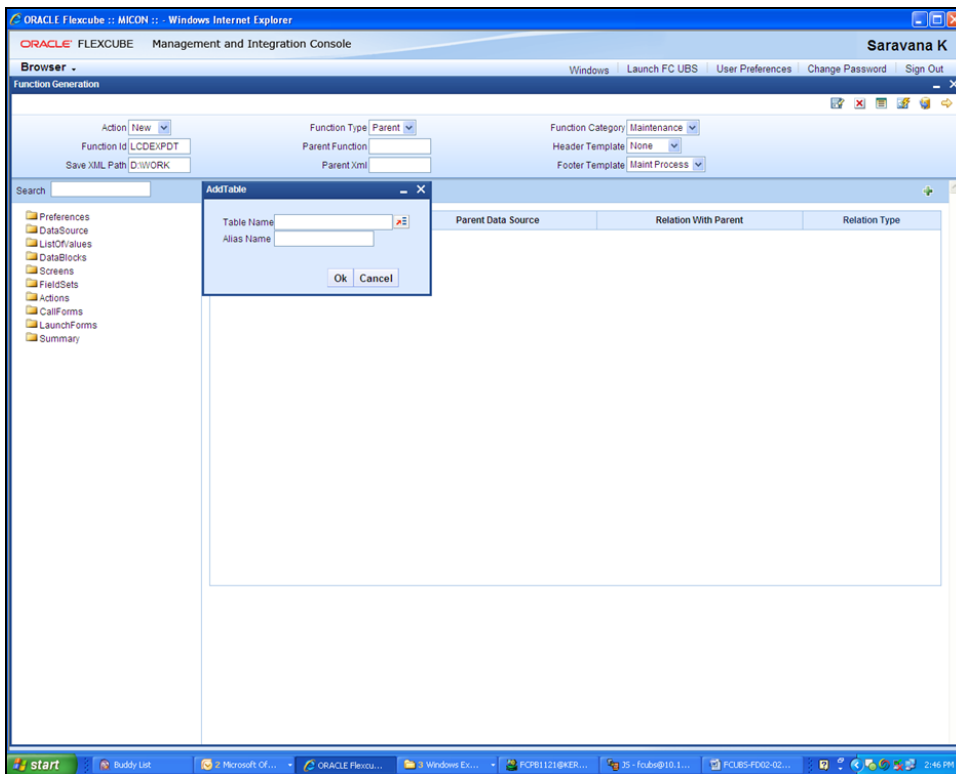 ORACLE Flexcube :: MICON :: - Windows Internet Explorer
ORACLE FLEXCUBE Management and Integration Console
Saravana K
Browser
Windows Launch FC UBS User Preferences Change Password Sign Out
Function Generation
Action New Function Type Parent Function Category Maintenance
Function Id LCDEXPDT Parent Function Header Template None
Save XML Path D:\WORK Parent Xml Footer Template Maint Process
Search
AddTable
Table Name
Alias Name
Ok Cancel
Parent Data Source Relation With Parent Relation Type
Preferences
DataSource
ListOfValues
DataBlocks
Screens
FieldSets
Actions
CallForms
LaunchForms
Summary
start Buddy List 2 Microsoft Of... ORACLE Flexcu... 3 Windows Ex... FCPB1121@KER... JS - fcubs@10.1... FCUBS-FD02-02... 2:46 PM